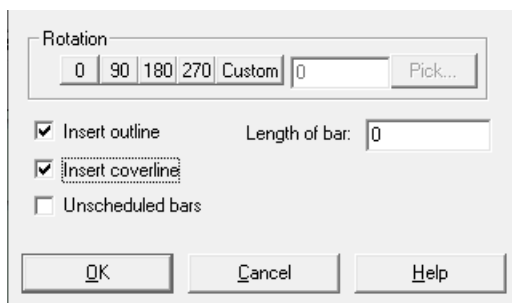 Rotation
0 90 180 270 Custom 0 Pick...
Insert outline Length of bar: 0
Insert coverline
Unscheduled bars
OK Cancel Help